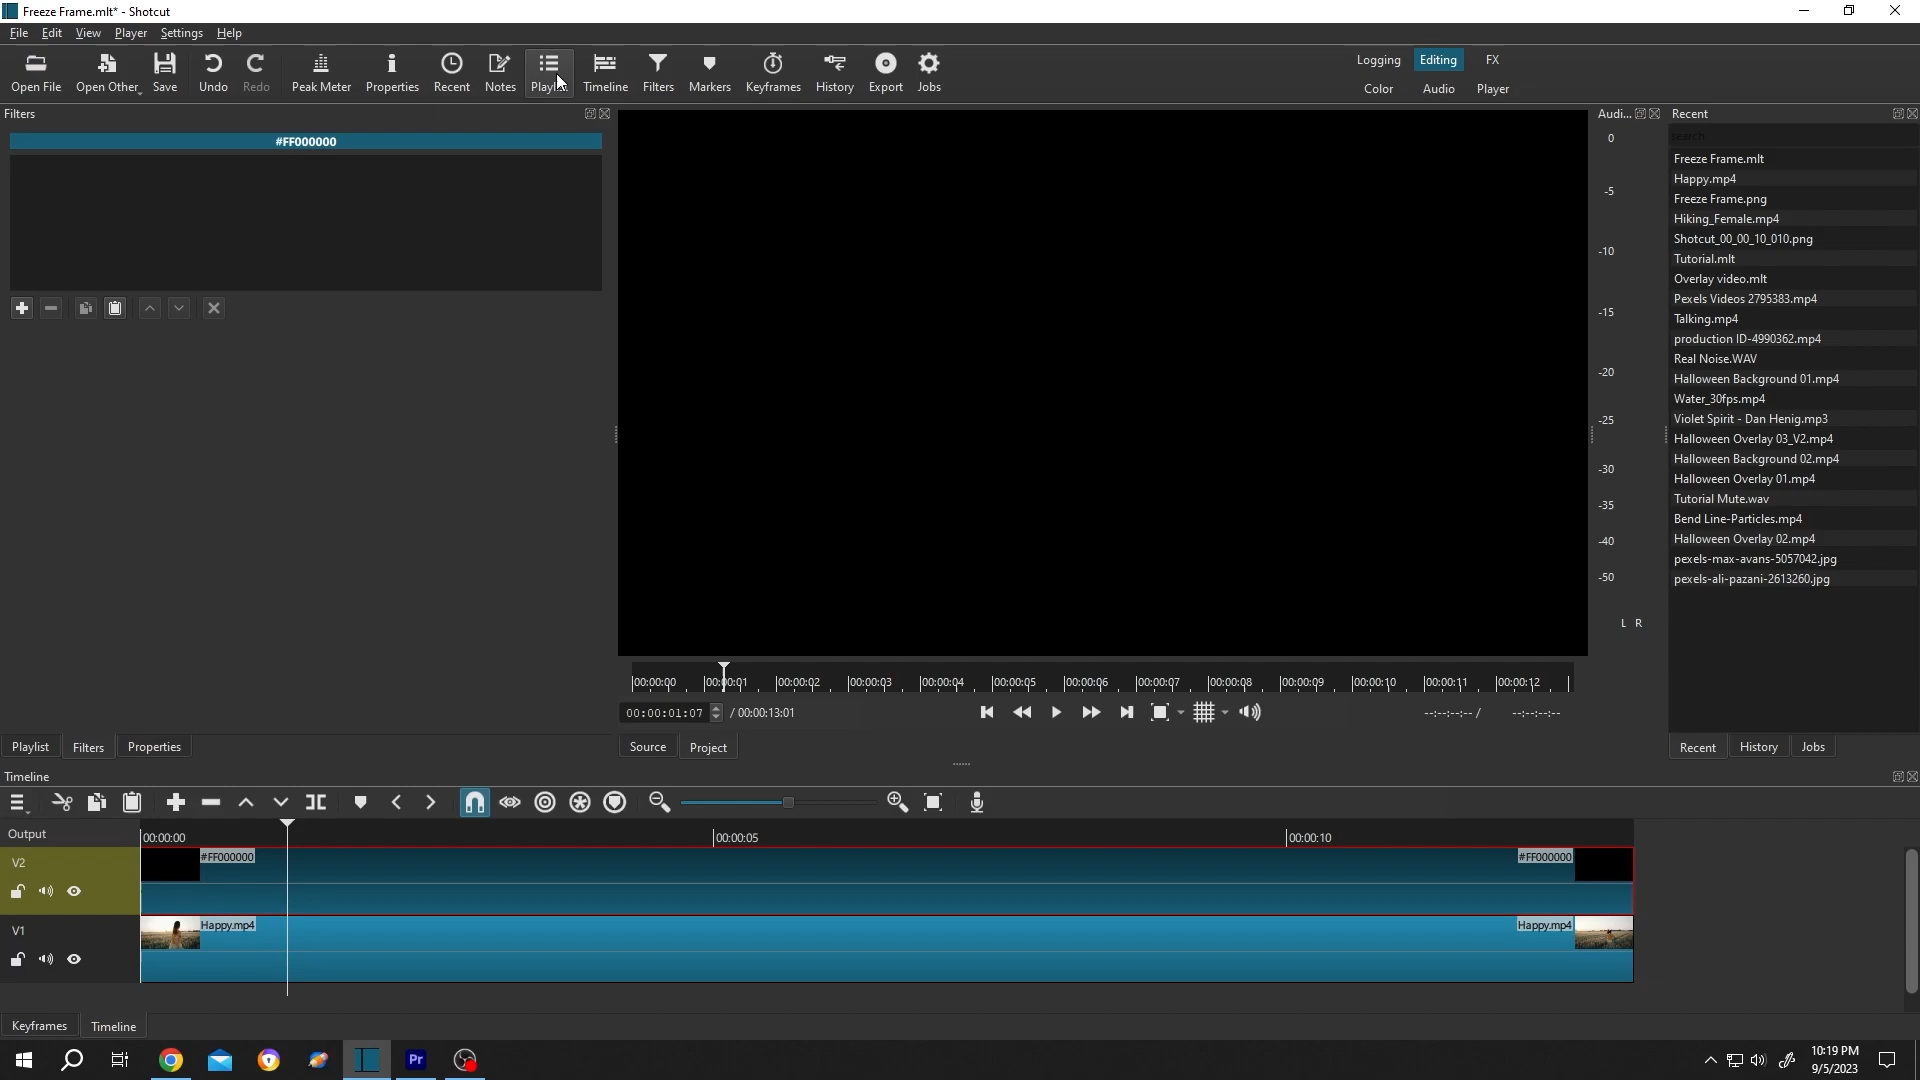 Freeze Frame.mlt* - Shotcut
File Edit View Player Settings Help
Open File Open Other Save Undo Redo Peak Meter Properties Recent Notes Timeline Filters Markers Keyframes History Export Jobs
Logging Editing FX
Color Audio Player
Filters
#FF000000
Audi...
0
-5
-10
-15
-20
-25
-30
-35
-40
-50
L R
Recent
search
Freeze Frame.mlt
Happy.mp4
Freeze Frame.png
Hiking_Female.mp4
Shotcut_00_00_10_010.png
Tutorial.mlt
Overlay video.mlt
Pexels Videos 2795383.mp4
Talking.mp4
production ID-4990362.mp4
Real Noise.WAV
Halloween Background 01.mp4
Water_30fps.mp4
Violet Spirit - Dan Henig.mp3
Halloween Overlay 03_V2.mp4
Halloween Background 02.mp4
Halloween Overlay 01.mp4
Tutorial Mute.wav
Bend Line-Particles.mp4
Halloween Overlay 02.mp4
pexels-max-avans-5057042.jpg
pexels-ali-pazani-2613260.jpg
00:00:00 00:00:01 00:00:02 00:00:03 00:00:04 00:00:05 00:00:06 00:00:07 00:00:08 00:00:09 00:00:10 00:00:11 00:00:12
00:00:01:07 / 00:00:13:01 --:--:--:-- / --:--:--:--
Playlist Filters Properties
Source Project
Recent History Jobs
Timeline
Output
00:00:00 00:00:05 00:00:10
V2
#FF000000 #FF000000
V1
Happy.mp4 Happy.mp4
Keyframes Timeline
Pr
10:19 PM
9/5/2023